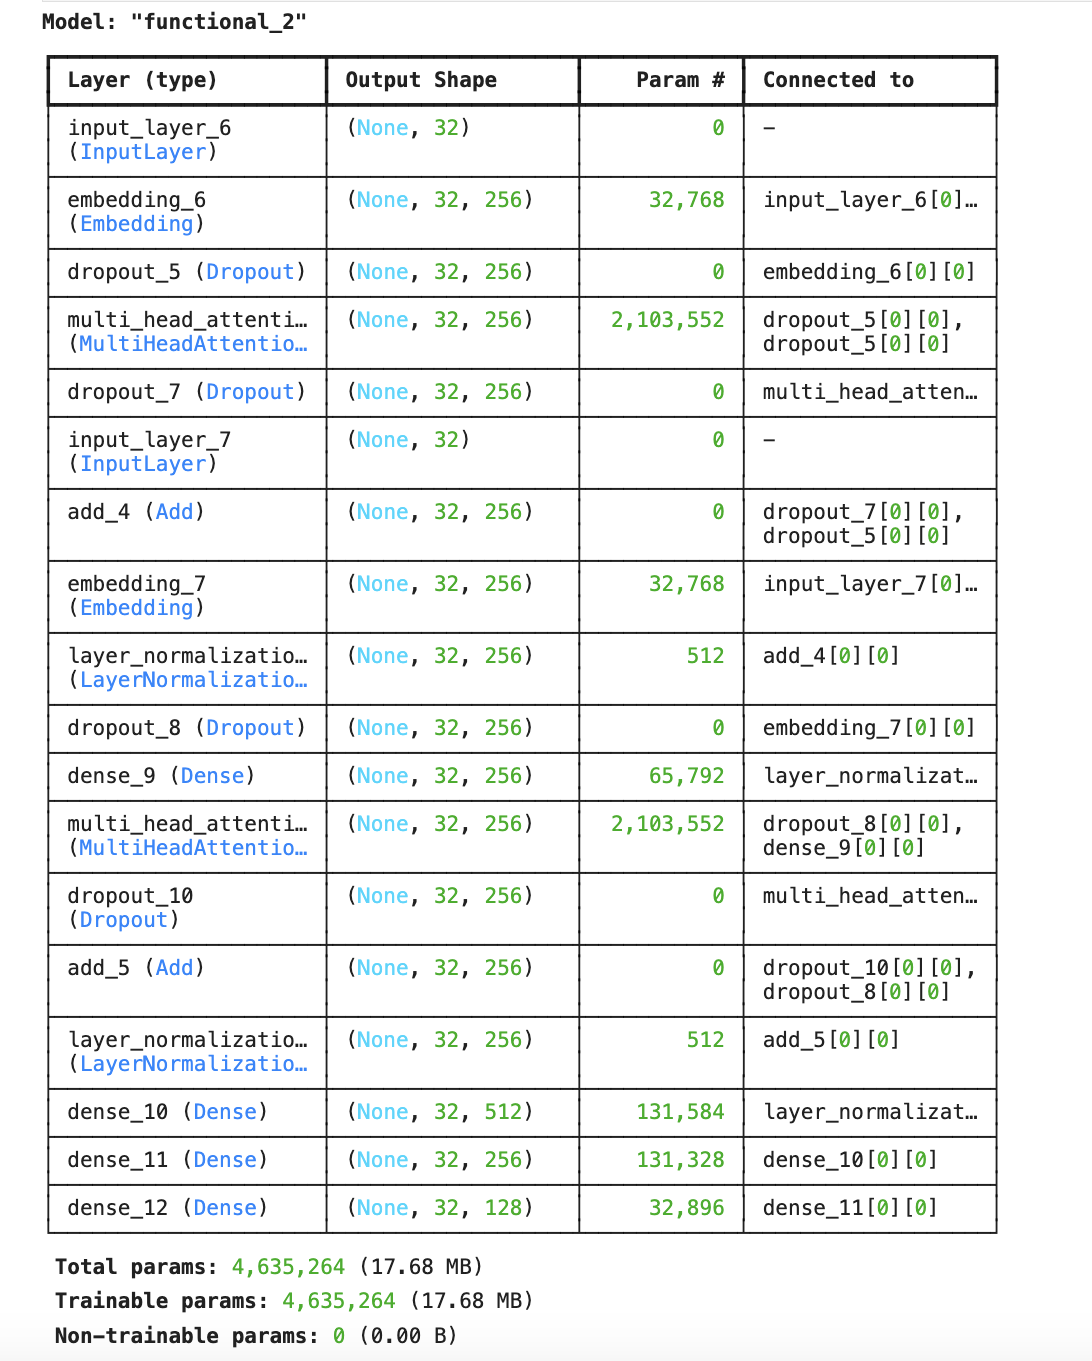 Model: "functional_2"
Layer (type) Output Shape Param # Connected to
input_layer_6 (None, 32) 0 –
(InputLayer)
embedding_6 (None, 32, 256) 32,768 input_layer_6[0]…
(Embedding)
dropout_5 (Dropout) (None, 32, 256) 0 embedding_6[0][0]
multi_head_attenti… (None, 32, 256) 2,103,552 dropout_5[0][0],
(MultiHeadAttentio… dropout_5[0][0]
dropout_7 (Dropout) (None, 32, 256) 0 multi_head_atten…
input_layer_7 (None, 32) 0 –
(InputLayer)
add_4 (Add) (None, 32, 256) 0 dropout_7[0][0],
dropout_5[0][0]
embedding_7 (None, 32, 256) 32,768 input_layer_7[0]…
(Embedding)
layer_normalizatio… (None, 32, 256) 512 add_4[0][0]
(LayerNormalizatio…
dropout_8 (Dropout) (None, 32, 256) 0 embedding_7[0][0]
dense_9 (Dense) (None, 32, 256) 65,792 layer_normalizat…
multi_head_attenti… (None, 32, 256) 2,103,552 dropout_8[0][0],
(MultiHeadAttentio… dense_9[0][0]
dropout_10 (None, 32, 256) 0 multi_head_atten…
(Dropout)
add_5 (Add) (None, 32, 256) 0 dropout_10[0][0],
dropout_8[0][0]
layer_normalizatio… (None, 32, 256) 512 add_5[0][0]
(LayerNormalizatio…
dense_10 (Dense) (None, 32, 512) 131,584 layer_normalizat…
dense_11 (Dense) (None, 32, 256) 131,328 dense_10[0][0]
dense_12 (Dense) (None, 32, 128) 32,896 dense_11[0][0]
Total params: 4,635,264 (17.68 MB)
Trainable params: 4,635,264 (17.68 MB)
Non-trainable params: 0 (0.00 B)